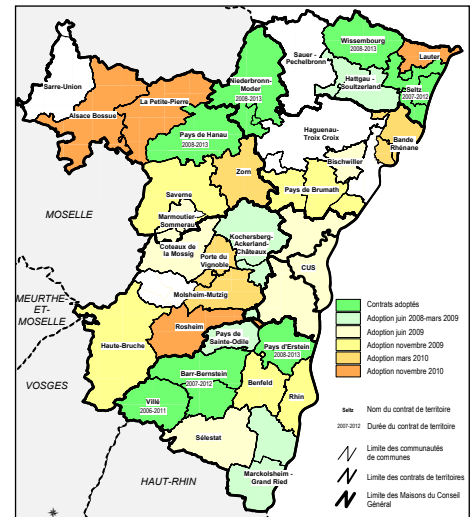 Wissembourg
2008-2013
Lauter
Sauer -
Pechelbronn
Hattgau -
Soultzerland
Seltz
2007-2012
Niederbronn-
Moder
2008-2013
Sarre-Union
La Petite-Pierre
Alsace Bossue
Pays de Hanau
2008-2013
Haguenau-
Troix Croix
Bande
Rhénane
Bischwiller
Zorn
Pays de Brumath
Saverne
Marmoutier-
Sommerau
MOSELLE
Kochersberg-
Ackerland-
Châteaux
Coteaux de
la Mossig
Porte du
Vignoble
CUS
MEURTHE-
ET-
MOSELLE
Molsheim-Mutzig
Rosheim
Haute-Bruche
Pays de
Sainte-Odile
Pays d'Erstein
2008-2013
VOSGES
Barr-Bernstein
2007-2012
Benfeld
Rhin
Villé
2006-2011
Sélestat
Marckolsheim -
Grand Ried
HAUT-RHIN
Contrats adoptés
Adoption juin 2008-mars 2009
Adoption juin 2009
Adoption novembre 2009
Adoption mars 2010
Adoption novembre 2010
Seltz Nom du contrat de territoire
2007-2012 Durée du contrat de territoire
Limite des communautés
de communes
Limite des contrats de territoires
Limite des Maisons du Conseil
Général